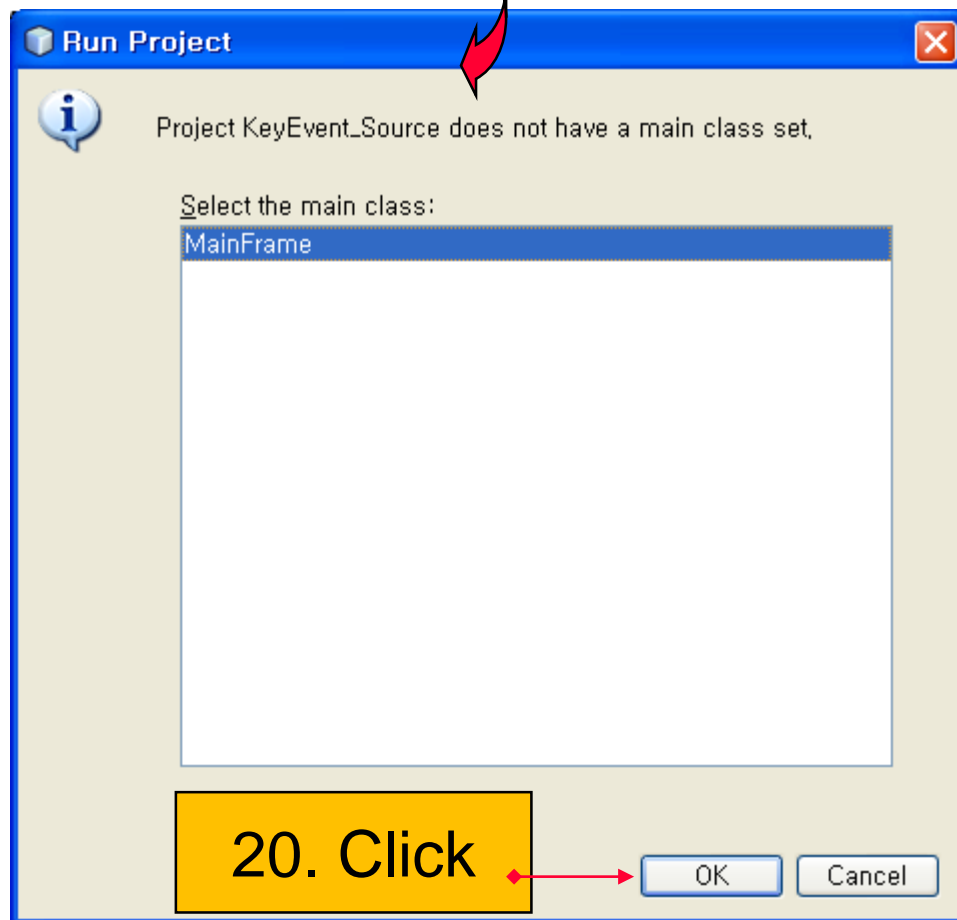 Run Project
Project KeyEvent_Source does not have a main class set,
Select the main class:
MainFrame
20. Click
OK
Cancel